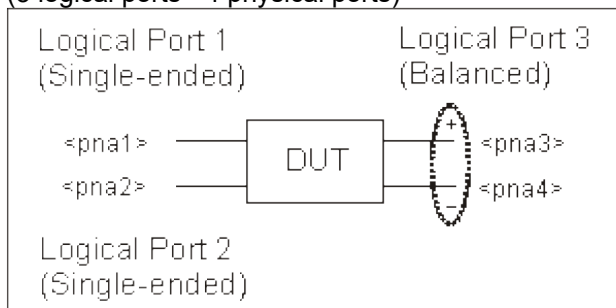 (3 logical ports - 4 physical ports)
Logical Port 1
(Single-ended)
Logical Port 3
(Balanced)
<pna1>
<pna2>
DUT
+
-
<pna3>
<pna4>
Logical Port 2
(Single-ended)